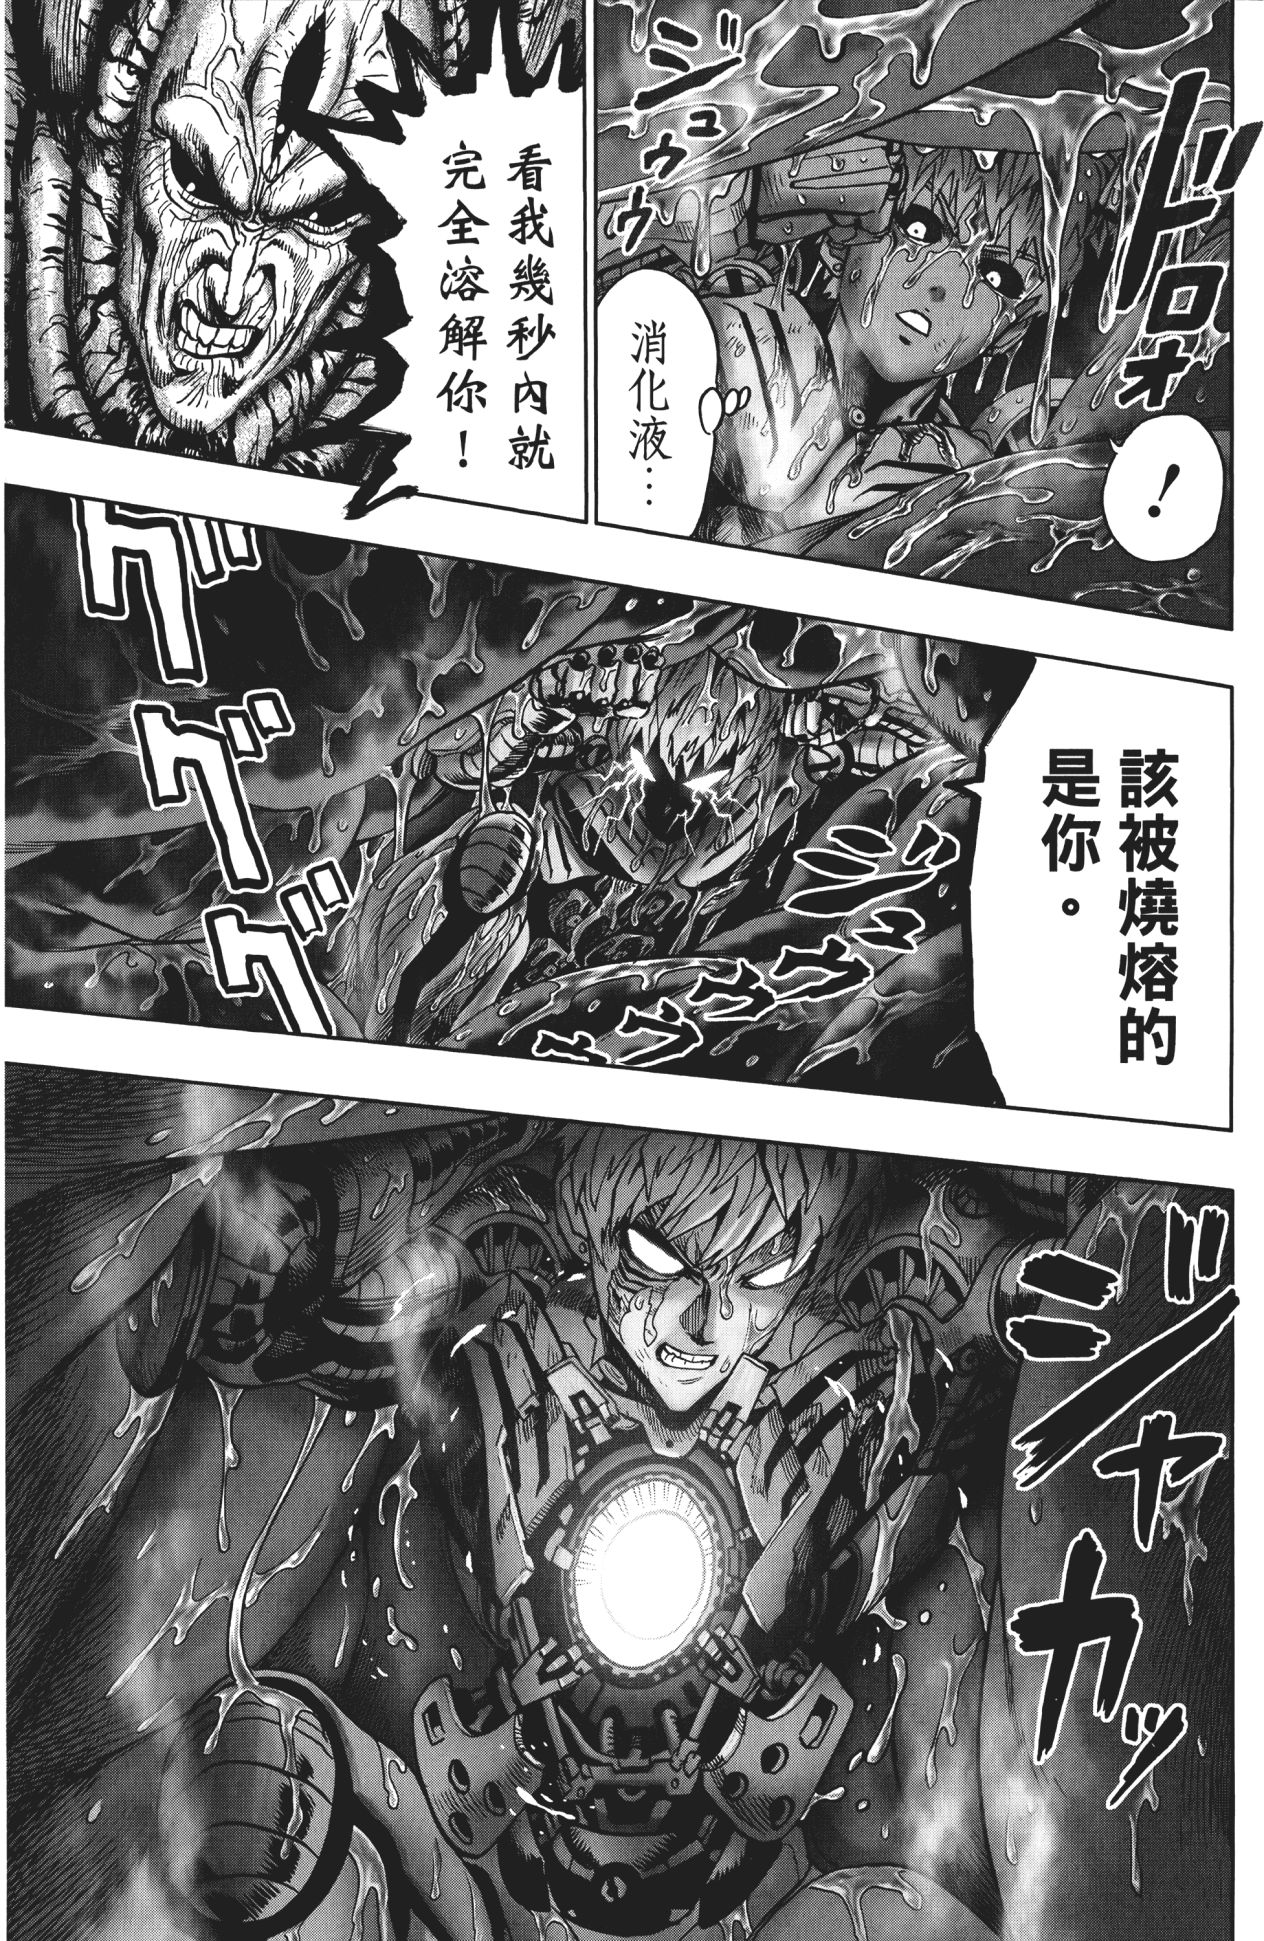 ドロォ
！
ジュウウ
消化液…
看我幾秒內就
完全溶解你！
該被燒熔的
是你。
ググググ
ジュウウウ
ジャカッ